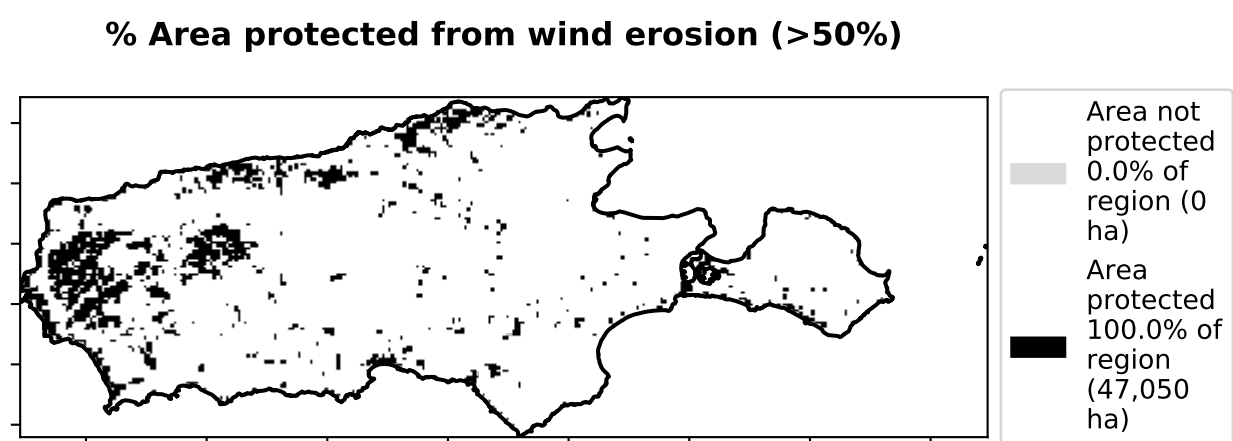 % Area protected from wind erosion (>50%)
Area not
protected
0.0% of
region (0
ha)
Area
protected
100.0% of
region
(47,050
ha)